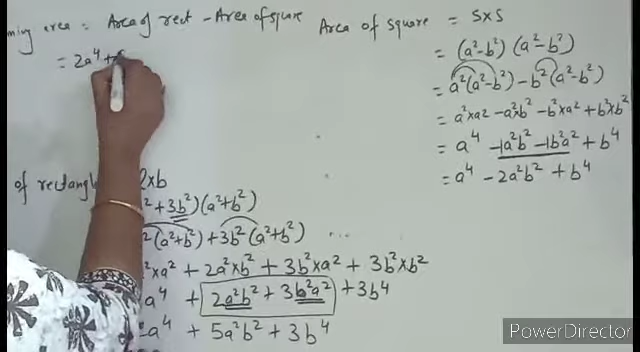 ming area = Area of rect - Area of square
= 2a⁴ +
Area of square = s×s
= (a²-b²) (a²-b²)
= a²(a²-b²) - b²(a²-b²)
= a²×a² - a²×b² - b²×a² + b²×b²
= a⁴ - 1a²b² - 1b²a² + b⁴
= a⁴ - 2a²b² + b⁴
of rectangl l×b
² + 3b²)(a²+b²)
²(a²+b²) + 3b²(a²+b²)
²×a² + 2a²×b² + 3b²×a² + 3b²×b²
a⁴ + 2a²b² + 3b²a² + 3b⁴
a⁴ + 5a²b² + 3b⁴
PowerDirector